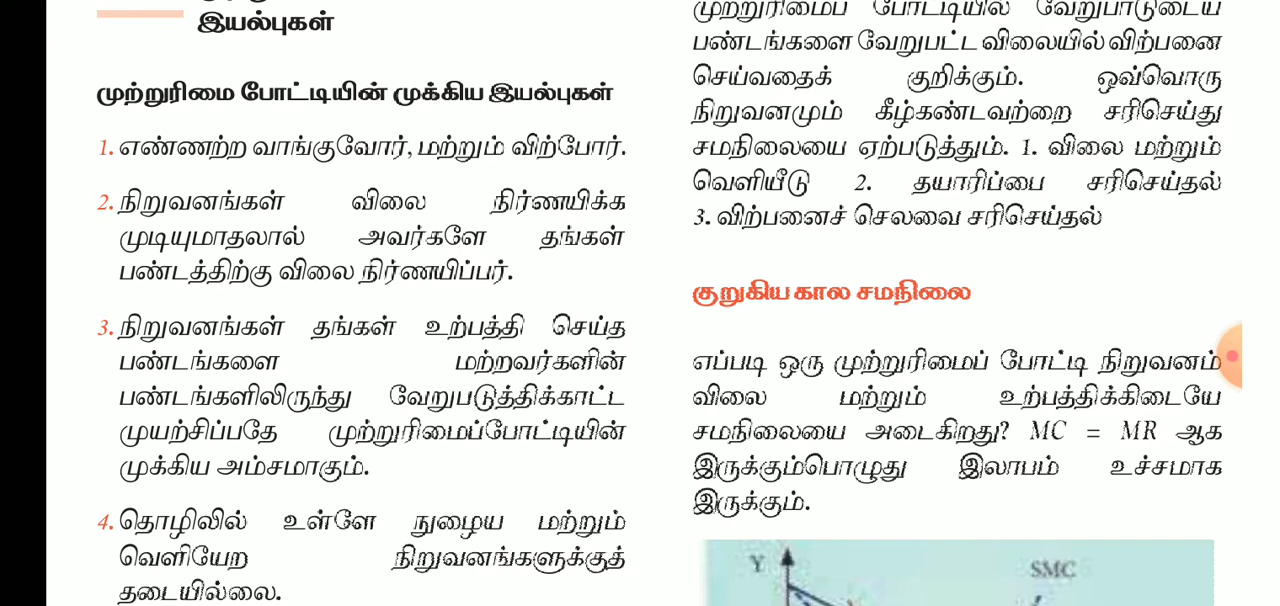 இயல்புகள்
முற்றுரிமை போட்டியின் முக்கிய இயல்புகள்
1. எண்ணற்ற வாங்குவோர், மற்றும் விற்போர்.
2. நிறுவனங்கள் விலை நிர்ணயிக்க
முடியுமாதலால் அவர்களே தங்கள்
பண்டத்திற்கு விலை நிர்ணயிப்பர்.
3. நிறுவனங்கள் தங்கள் உற்பத்தி செய்த
பண்டங்களை மற்றவர்களின்
பண்டங்களிலிருந்து வேறுபடுத்திக்காட்ட
முயற்சிப்பதே முற்றுரிமைப்போட்டியின்
முக்கிய அம்சமாகும்.
4. தொழிலில் உள்ளே நுழைய மற்றும்
வெளியேற நிறுவனங்களுக்குத்
தடையில்லை.
முற்றுரிமைப் போட்டியில் வேறுபாடுடைய
பண்டங்களை வேறுபட்ட விலையில் விற்பனை
செய்வதைக் குறிக்கும். ஒவ்வொரு
நிறுவனமும் கீழ்கண்டவற்றை சரிசெய்து
சமநிலையை ஏற்படுத்தும். 1. விலை மற்றும்
வெளியீடு 2. தயாரிப்பை சரிசெய்தல்
3. விற்பனைச் செலவை சரிசெய்தல்
குறுகிய கால சமநிலை
எப்படி ஒரு முற்றுரிமைப் போட்டி நிறுவனம்
விலை மற்றும் உற்பத்திக்கிடையே
சமநிலையை அடைகிறது? MC = MR ஆக
இருக்கும்பொழுது இலாபம் உச்சமாக
இருக்கும்.
Y
SMC